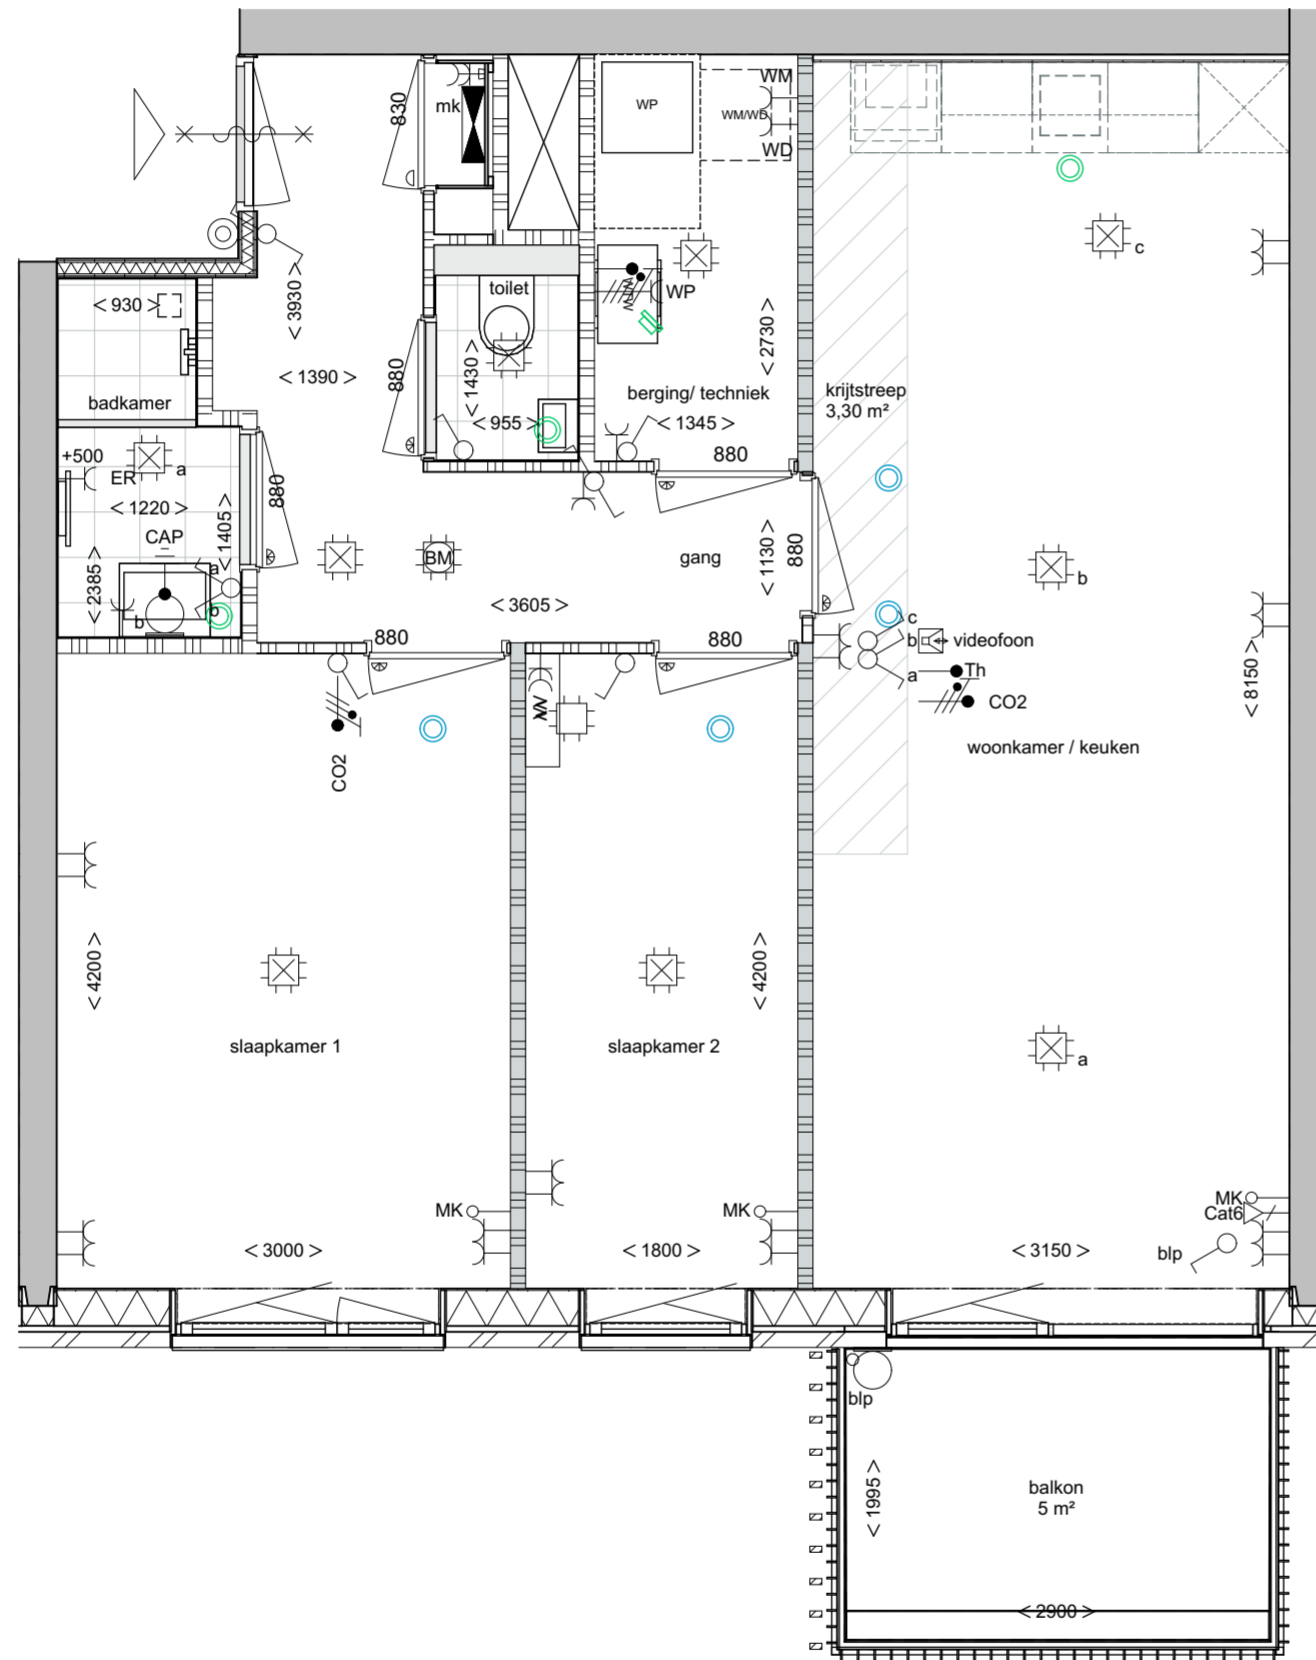 WM
WP
WM/WD
WD
mk
830
< 930 >
< 3930 >
toilet
WP
WTW
< 1390 >
880
< 1430 >
< 955 >
< 2730 >
berging/ techniek
< 1345 >
880
krijtstreep
3,30 m²
c
badkamer
+500
ER
a
< 1220 >
880
CAP
< 1405 >
< 2385 >
a
b
b
BM
gang
< 1130 >
880
b
< 3605 >
880
880
c
b
videofoon
a
Th
CO2
< 8150 >
woonkamer / keuken
CO2
< 4200 >
< 4200 >
slaapkamer 1
slaapkamer 2
a
MK
MK
MK
Cat6
< 3000 >
< 1800 >
< 3150 >
blp
blp
< 1995 >
balkon
5 m²
< 2900 >